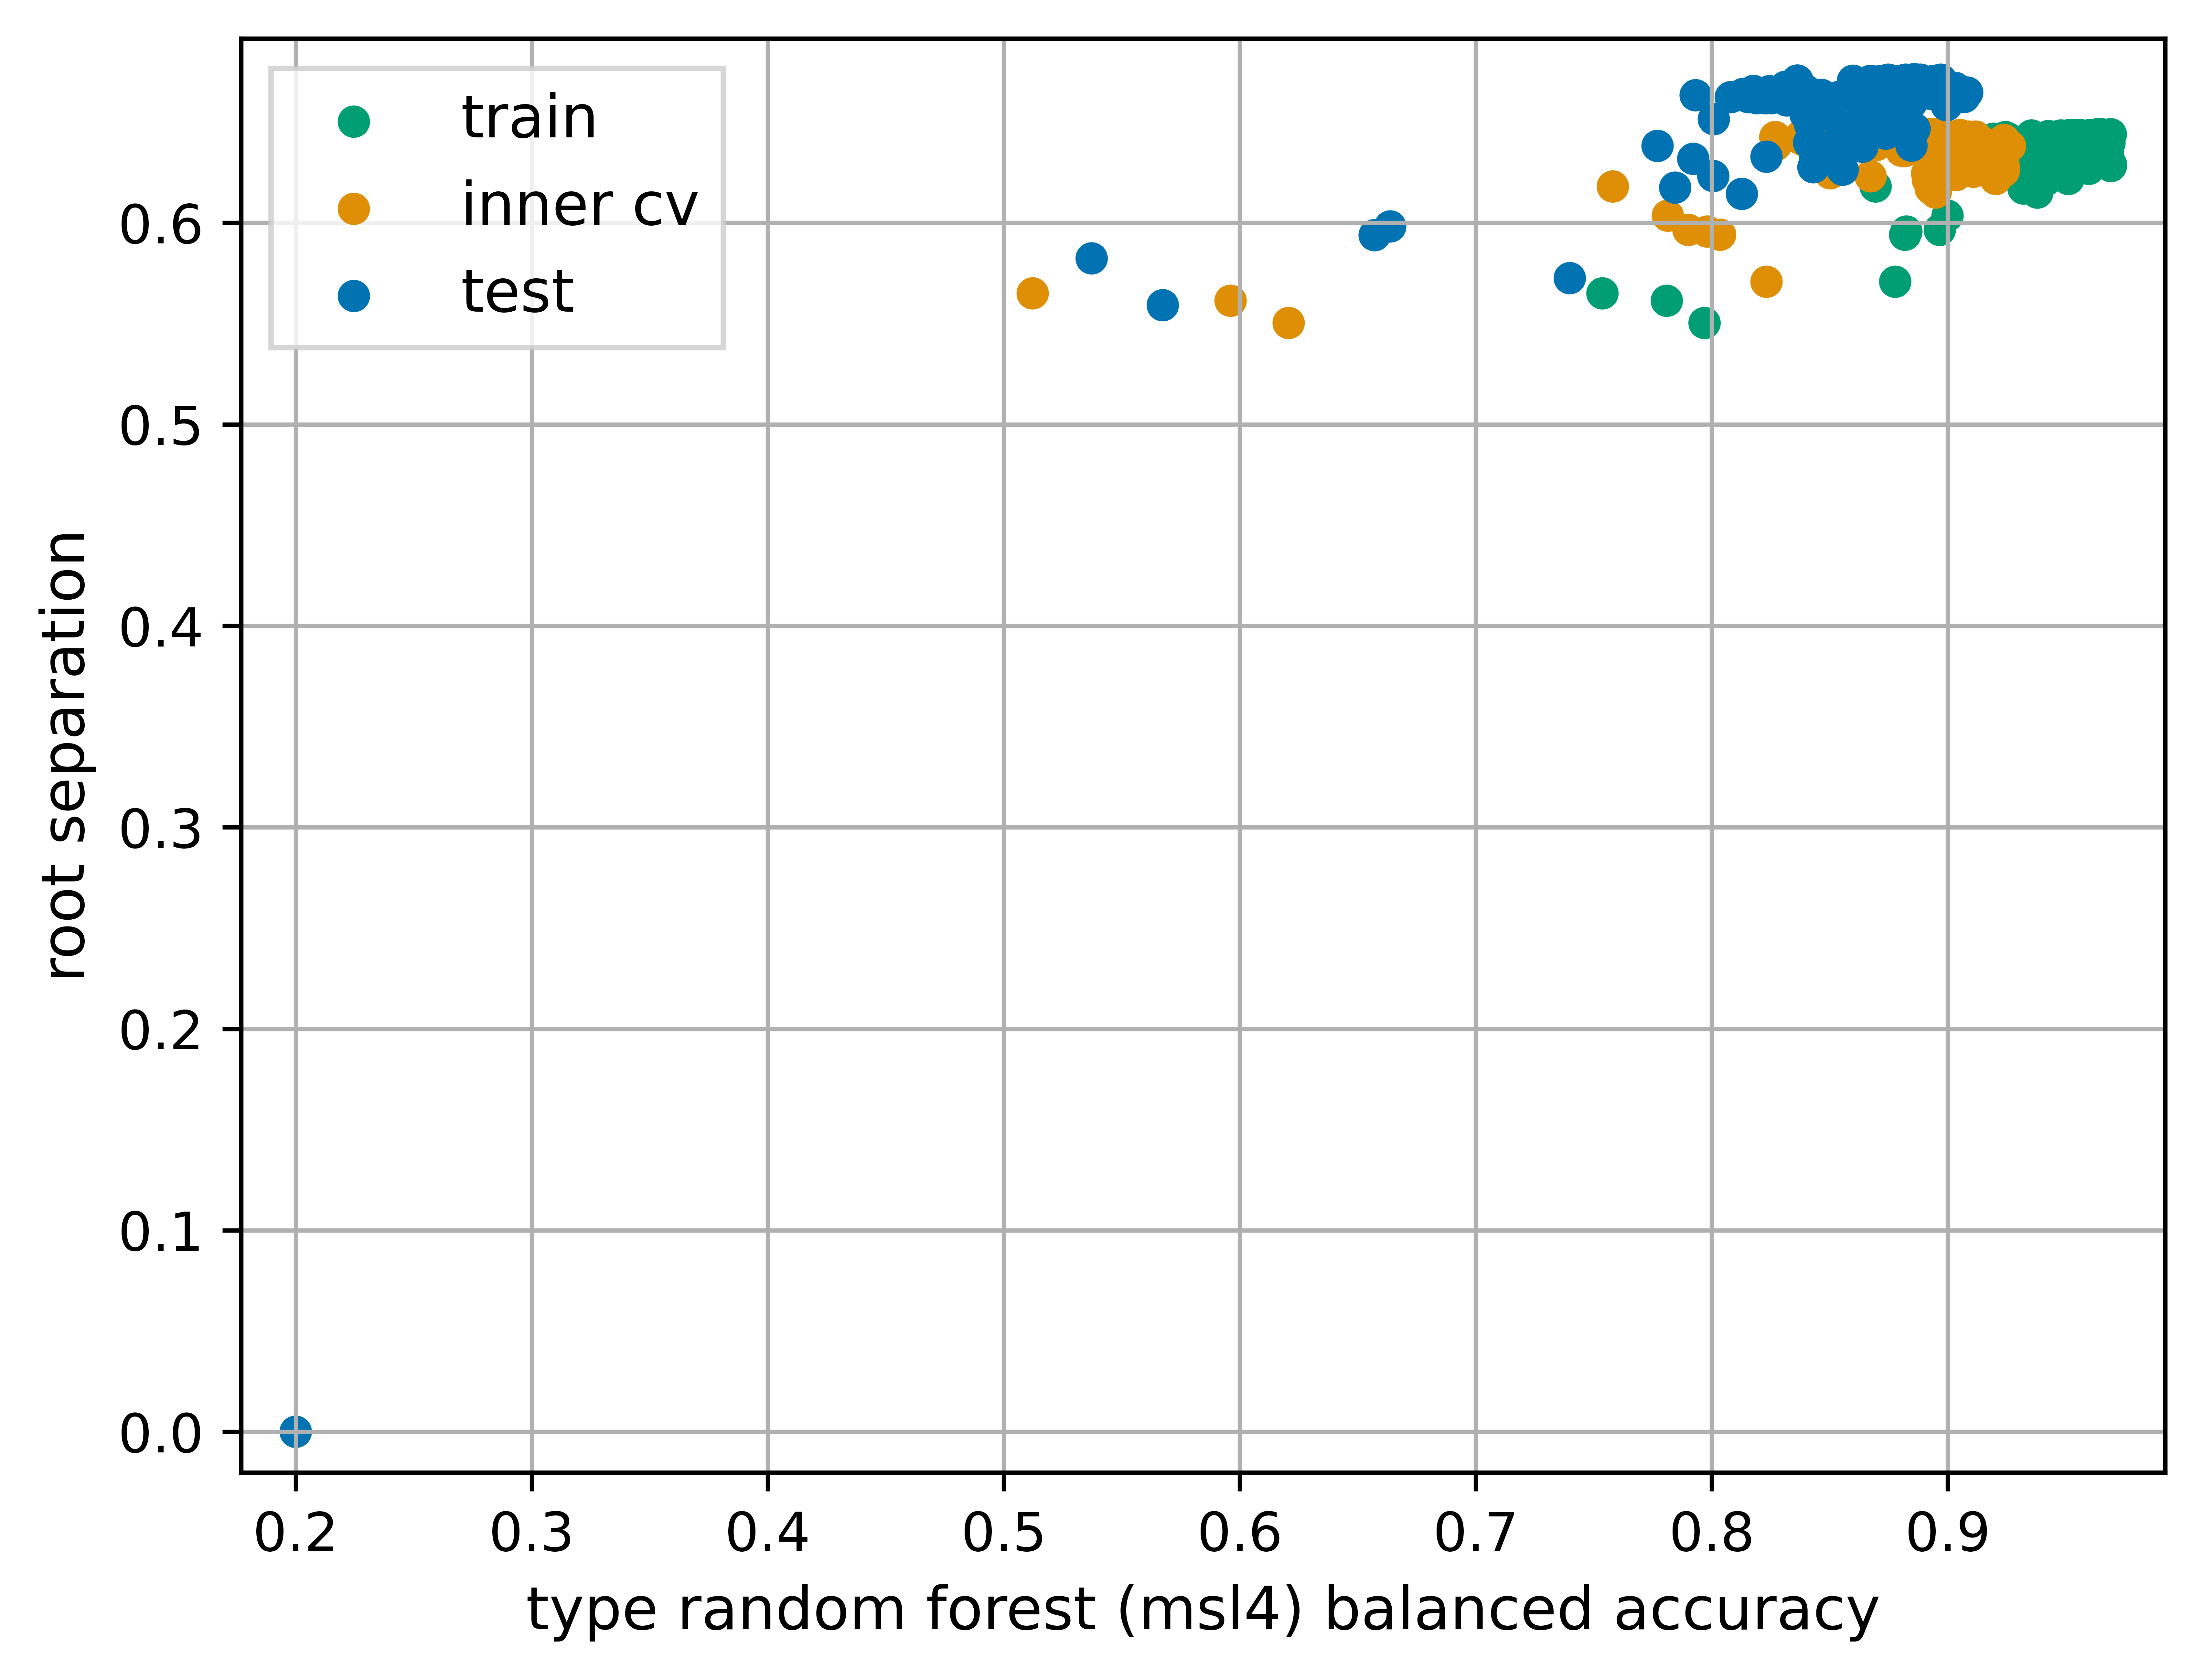 train
inner cv
test
0.6
0.5
0.4
0.3
0.2
0.1
0.0
root separation
0.2 0.3 0.4 0.5 0.6 0.7 0.8 0.9
type random forest (msl4) balanced accuracy